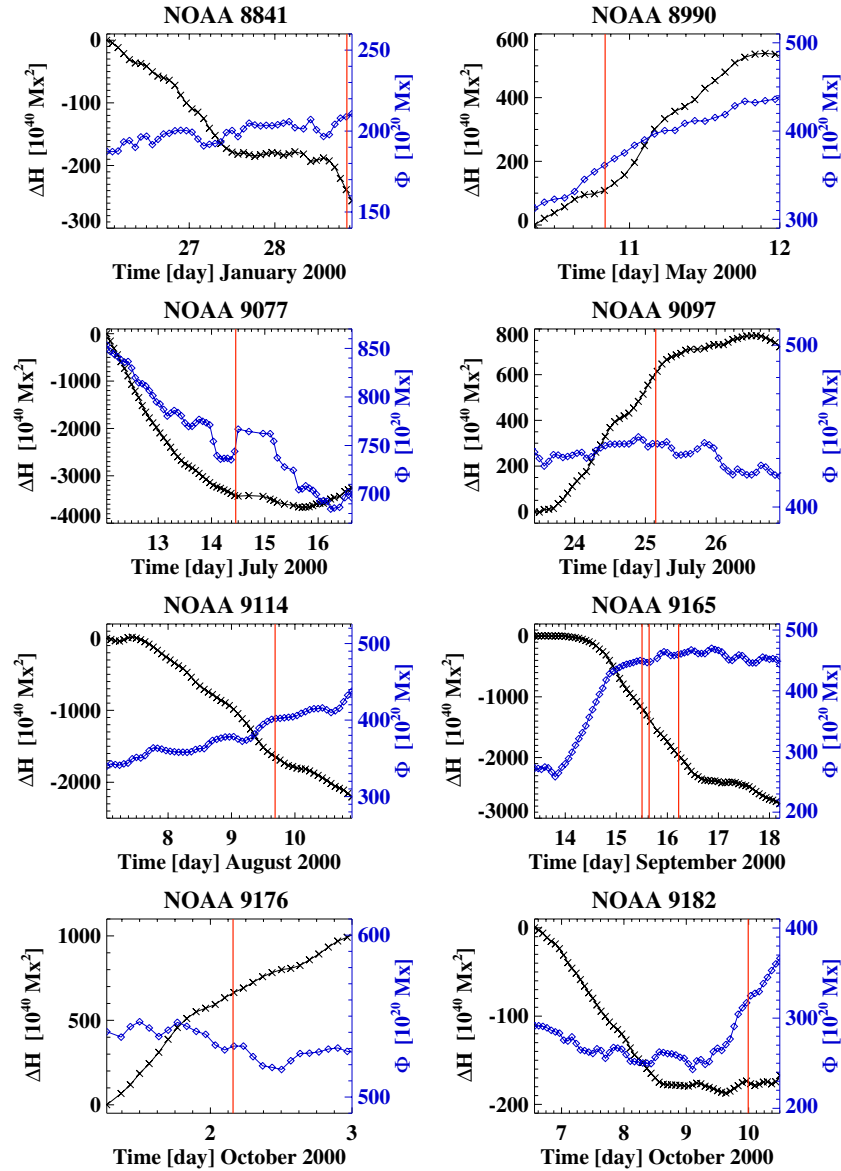 NOAA 8841
0
-100
-200
-300
ΔH [10^40 Mx^2]
250
200
150
Φ [10^20 Mx]
27 28
Time [day] January 2000
NOAA 8990
600
400
200
0
ΔH [10^40 Mx^2]
500
400
300
Φ [10^20 Mx]
11 12
Time [day] May 2000
NOAA 9077
0
-1000
-2000
-3000
-4000
ΔH [10^40 Mx^2]
850
800
750
700
Φ [10^20 Mx]
13 14 15 16
Time [day] July 2000
NOAA 9097
800
600
400
200
0
ΔH [10^40 Mx^2]
500
400
Φ [10^20 Mx]
24 25 26
Time [day] July 2000
NOAA 9114
0
-1000
-2000
ΔH [10^40 Mx^2]
500
400
300
Φ [10^20 Mx]
8 9 10
Time [day] August 2000
NOAA 9165
0
-1000
-2000
-3000
ΔH [10^40 Mx^2]
500
400
300
200
Φ [10^20 Mx]
14 15 16 17 18
Time [day] September 2000
NOAA 9176
1000
500
0
ΔH [10^40 Mx^2]
600
500
Φ [10^20 Mx]
2 3
Time [day] October 2000
NOAA 9182
0
-100
-200
ΔH [10^40 Mx^2]
400
300
200
Φ [10^20 Mx]
7 8 9 10
Time [day] October 2000